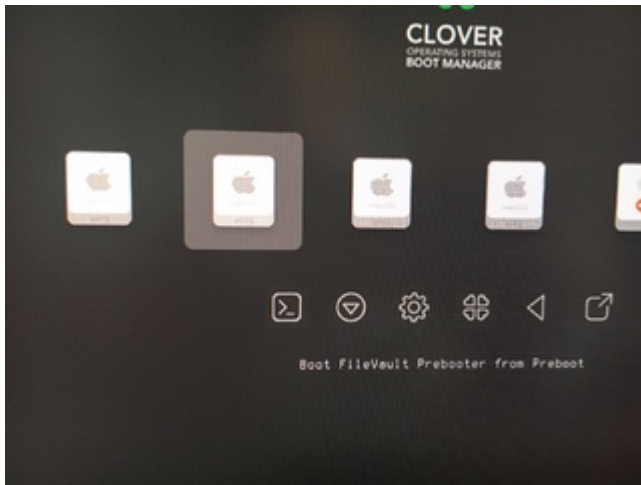 CLOVER
OPERATING SYSTEMS
BOOT MANAGER
Boot FileVault Prebooter from Preboot